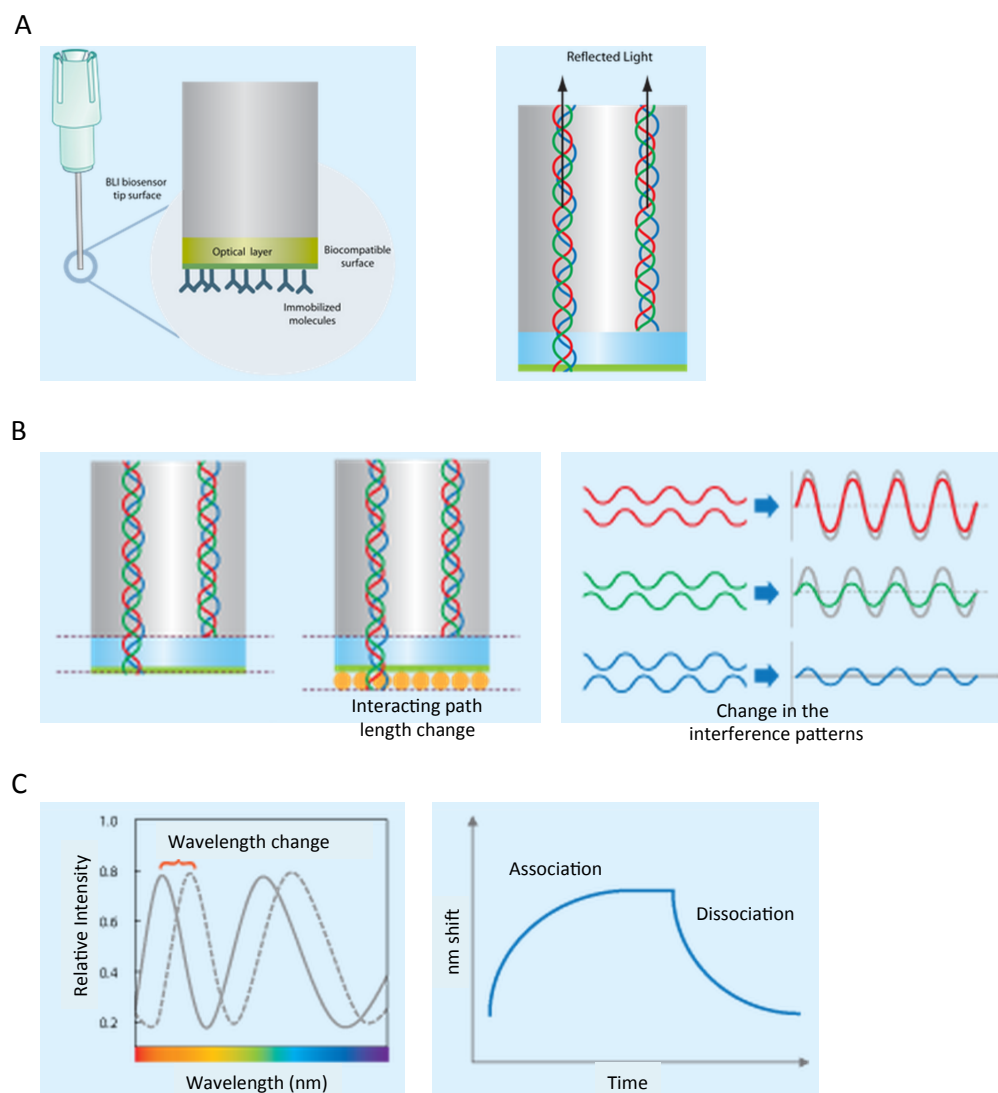 A
Reflected Light
BLI biosensor
tip surface
Optical layer
Biocompatible
surface
Immobilized
molecules
B
Interacting path
length change
Change in the
interference patterns
C
1.0
0.8
0.6
0.4
0.2
Relative Intensity
Wavelength change
Wavelength (nm)
nm shift
Association
Dissociation
Time